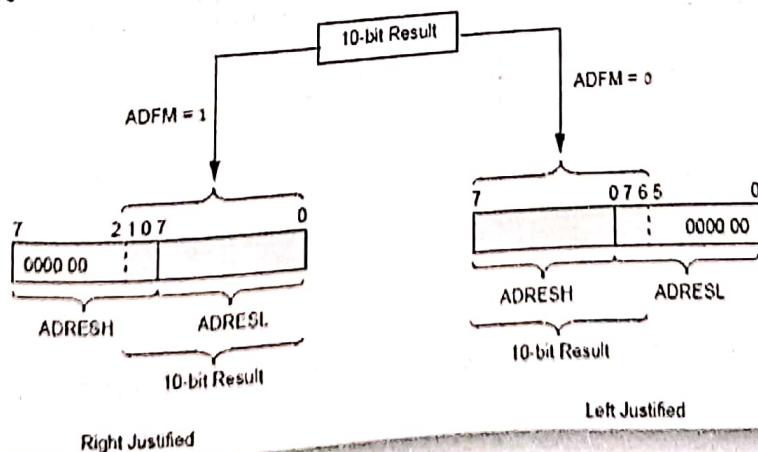 10-bit Result
ADFM = 1
ADFM = 0
7 2 1 0 7 0
0000 00
ADRESH
ADRESL
10-bit Result
Right Justified
7 0 7 6 5 0
0000 00
ADRESH
ADRESL
10-bit Result
Left Justified